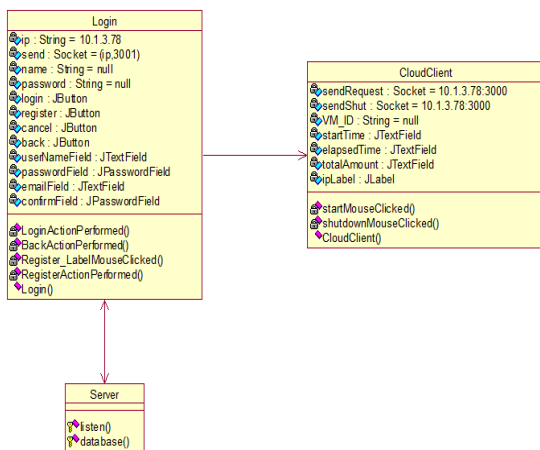 Login
ip : String = 10.1.3.78
send : Socket = (ip,3001)
name : String = null
password : String = null
login : JButton
register : JButton
cancel : JButton
back : JButton
userNameField : JTextField
passwordField : JPasswordField
emailField : JTextField
confirmField : JPasswordField
LoginActionPerformed()
BackActionPerformed()
Register_LabelMouseClicked()
RegisterActionPerformed()
Login()
CloudClient
sendRequest : Socket = 10.1.3.78:3000
sendShut : Socket = 10.1.3.78:3000
VM_ID : String = null
startTime : JTextField
elapsedTime : JTextField
totalAmount : JTextField
ipLabel : JLabel
startMouseClicked()
shutdownMouseClicked()
CloudClient()
Server
listen()
database()